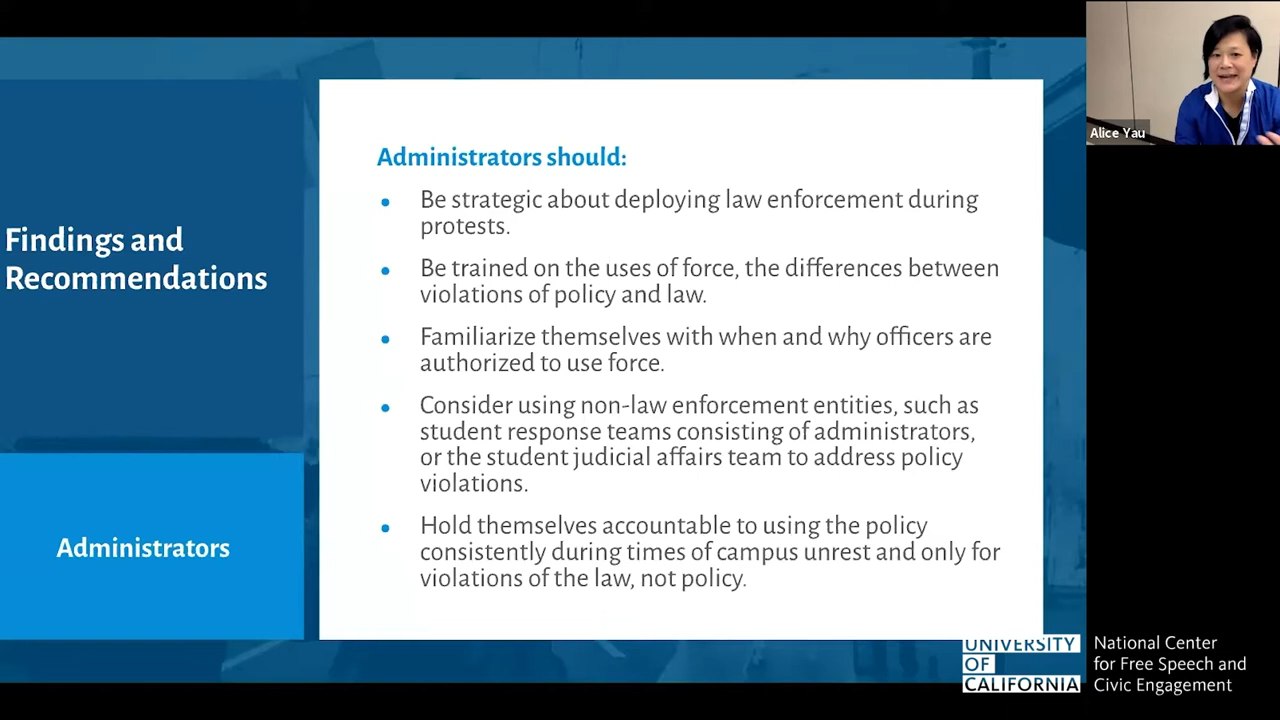 Findings and
Recommendations
Administrators
Administrators should:
• Be strategic about deploying law enforcement during
protests.
• Be trained on the uses of force, the differences between
violations of policy and law.
• Familiarize themselves with when and why officers are
authorized to use force.
• Consider using non-law enforcement entities, such as
student response teams consisting of administrators,
or the student judicial affairs team to address policy
violations.
• Hold themselves accountable to using the policy
consistently during times of campus unrest and only for
violations of the law, not policy.
Alice Yau
UNIVERSITY
OF
CALIFORNIA
National Center
for Free Speech and
Civic Engagement